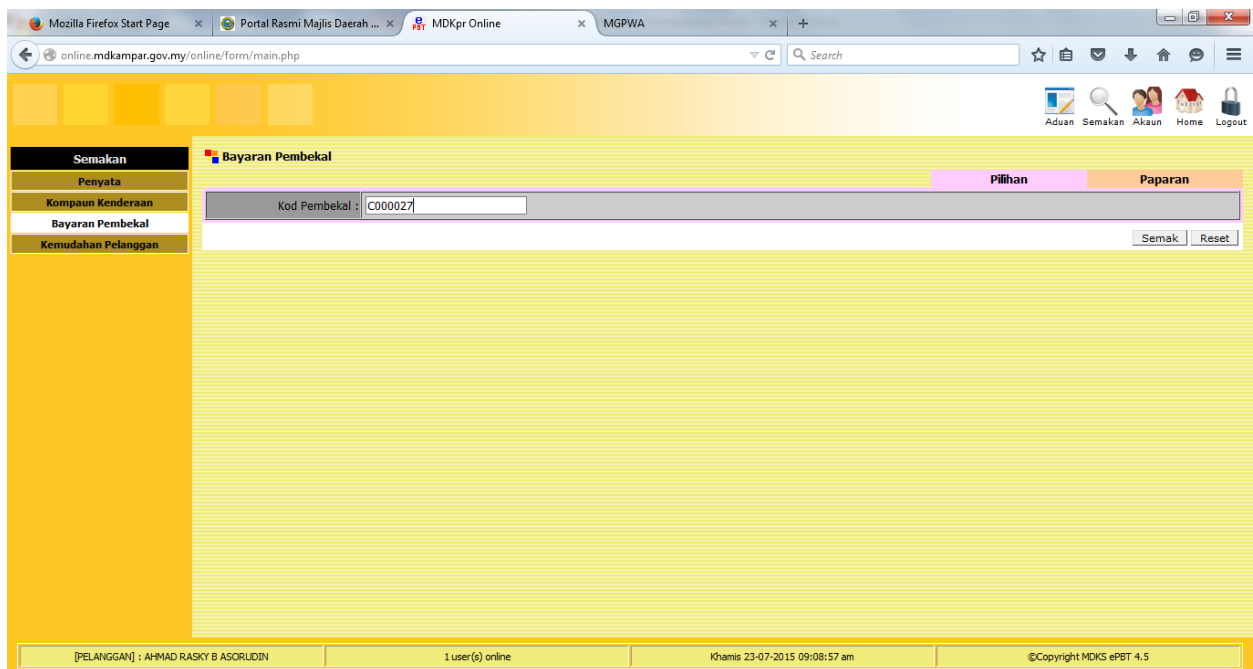 Mozilla Firefox Start Page
Portal Rasmi Majlis Daerah ...
ePBT MDKpr Online
MGPWA
online.mdkampar.gov.my/online/form/main.php
Search
Aduan Semakan Akaun Home Logout
Semakan
Penyata
Kompaun Kenderaan
Bayaran Pembekal
Kemudahan Pelanggan
Bayaran Pembekal
Pilihan Paparan
Kod Pembekal : C000027
Semak Reset
[PELANGGAN] : AHMAD RASKY B ASORUDIN 1 user(s) online Khamis 23-07-2015 09:08:57 am ©Copyright MDKS ePBT 4.5